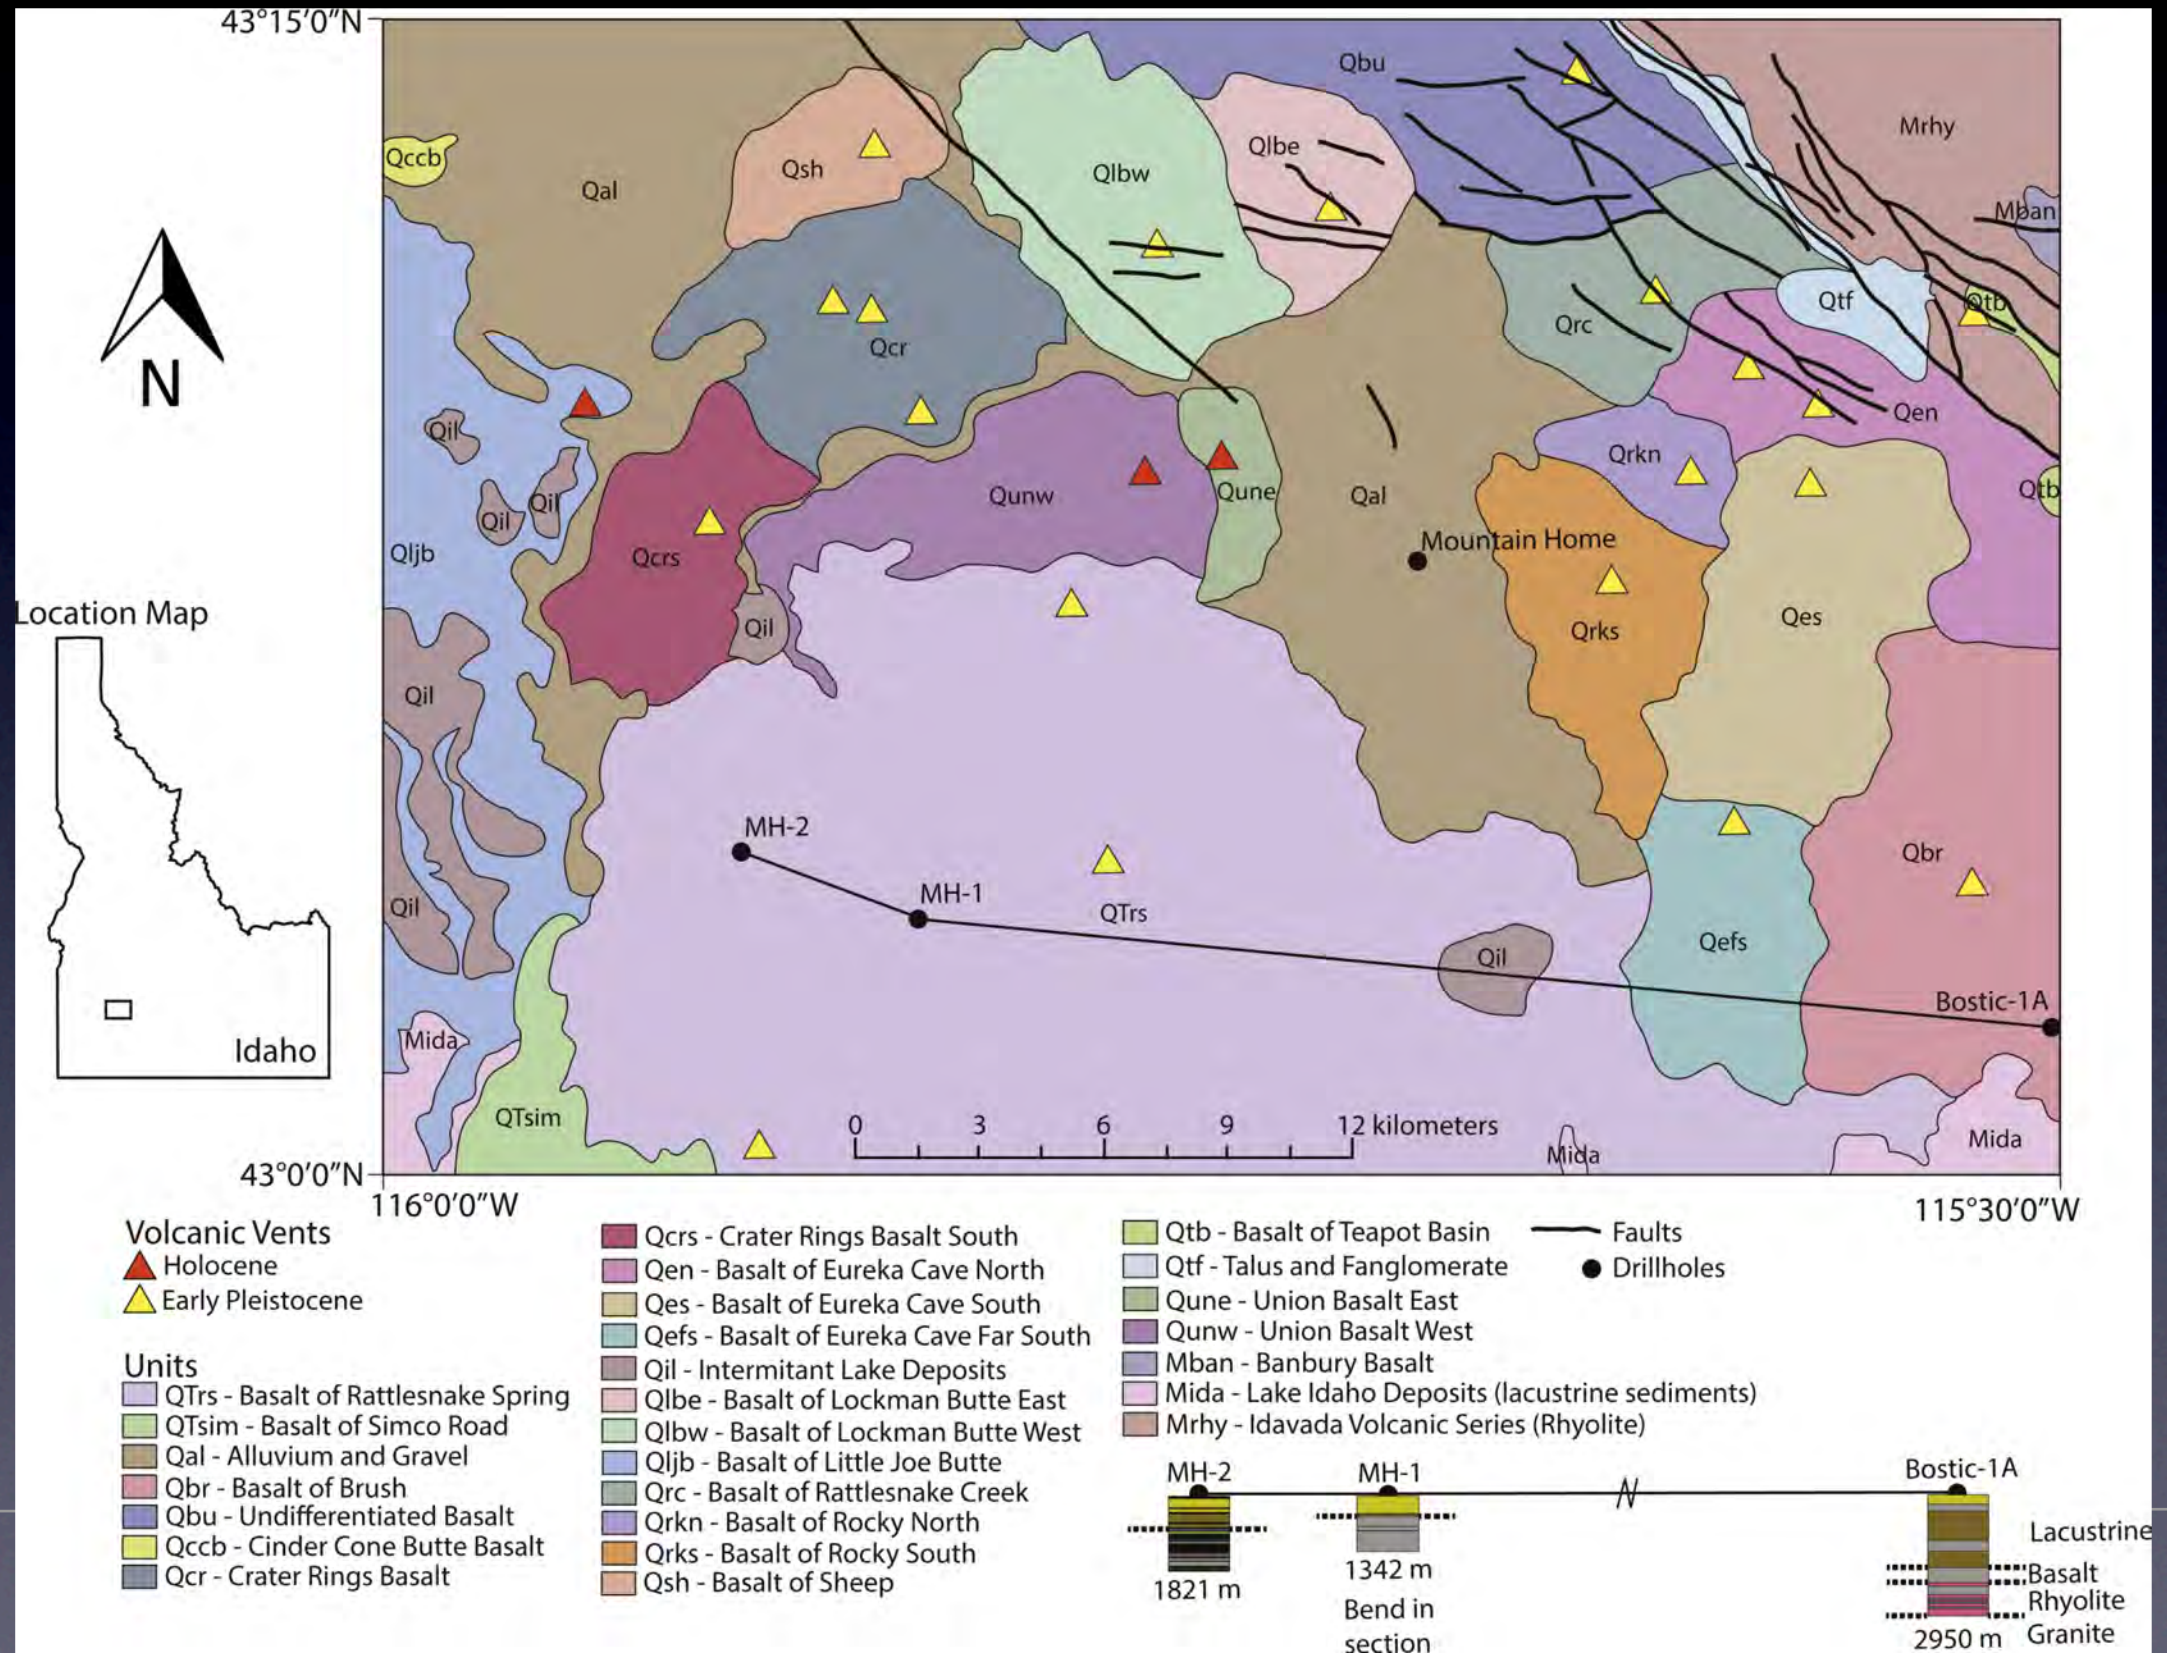 43°15'0"N
Qbu
Mrhy
Qccb
Qsh
Qlbe
Qlbw
Qal
Mban
Qtf
Qtb
Qrc
Qcr
N
Qen
Qil
Qrkn
Qunw
Qune
Qal
Qtb
Qil
Qil
Mountain Home
Qljb
Qcrs
Location Map
Qil
Qrks
Qes
Qil
MH-2
Qbr
MH-1
Qil
QTrs
Qefs
Qil
Bostic-1A
Mida
Idaho
QTsim
0 3 6 9 12 kilometers
Mida
Mida
43°0'0"N
116°0'0"W
115°30'0"W
Volcanic Vents
Holocene
Early Pleistocene
Units
QTrs - Basalt of Rattlesnake Spring
QTsim - Basalt of Simco Road
Qal - Alluvium and Gravel
Qbr - Basalt of Brush
Qbu - Undifferentiated Basalt
Qccb - Cinder Cone Butte Basalt
Qcr - Crater Rings Basalt
Qcrs - Crater Rings Basalt South
Qen - Basalt of Eureka Cave North
Qes - Basalt of Eureka Cave South
Qefs - Basalt of Eureka Cave Far South
Qil - Intermitant Lake Deposits
Qlbe - Basalt of Lockman Butte East
Qlbw - Basalt of Lockman Butte West
Qljb - Basalt of Little Joe Butte
Qrc - Basalt of Rattlesnake Creek
Qrkn - Basalt of Rocky North
Qrks - Basalt of Rocky South
Qsh - Basalt of Sheep
Qtb - Basalt of Teapot Basin
Qtf - Talus and Fanglomerate
Qune - Union Basalt East
Qunw - Union Basalt West
Mban - Banbury Basalt
Mida - Lake Idaho Deposits (lacustrine sediments)
Mrhy - Idavada Volcanic Series (Rhyolite)
Faults
Drillholes
MH-2
MH-1
Bostic-1A
N
Lacustrine
Basalt
Rhyolite
Granite
1821 m
1342 m
2950 m
Bend in
section